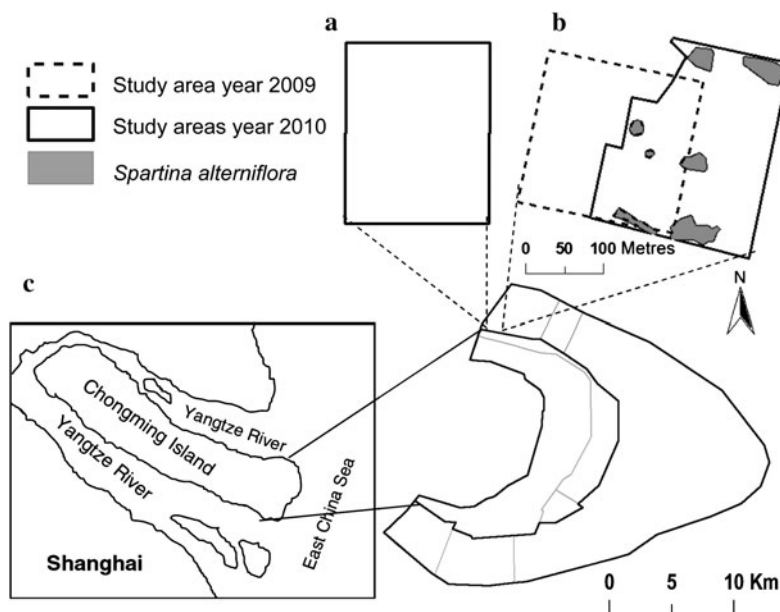 a
b
Study area year 2009
Study areas year 2010
Spartina alterniflora
0 50 100 Metres
N
c
Yangtze River
Chongming Island
Yangtze River
East China Sea
Shanghai
0 5 10 Km